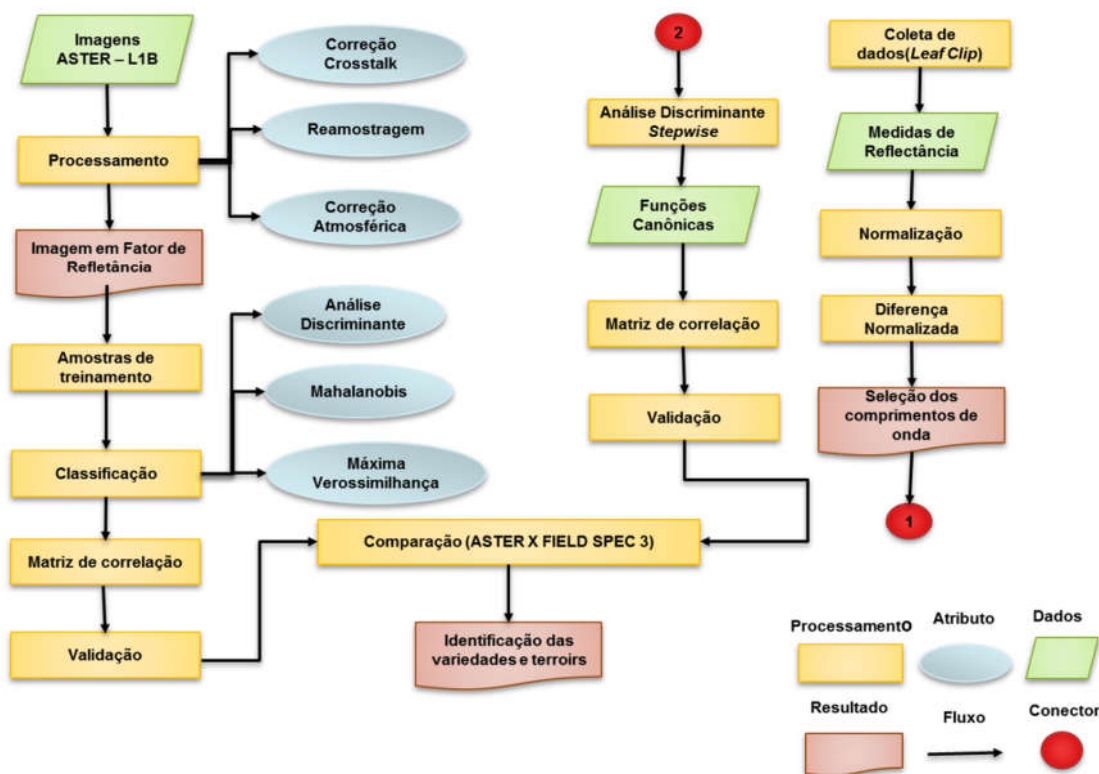 Imagens
ASTER – L1B
Processamento
Imagem em Fator de
Refletância
Amostras de
treinamento
Classificação
Matriz de correlação
Validação
Correção
Crosstalk
Reamostragem
Correção
Atmosférica
Análise
Discriminante
Mahalanobis
Máxima
Verossimilhança
Comparação (ASTER X FIELD SPEC 3)
Identificação das
variedades e terroirs
2
Análise Discriminante
Stepwise
Funções
Canônicas
Matriz de correlação
Validação
Coleta de
dados(Leaf Clip)
Medidas de
Reflectância
Normalização
Diferença
Normalizada
Seleção dos
comprimentos de
onda
1
Processamento
Atributo
Dados
Resultado
Fluxo
Conector